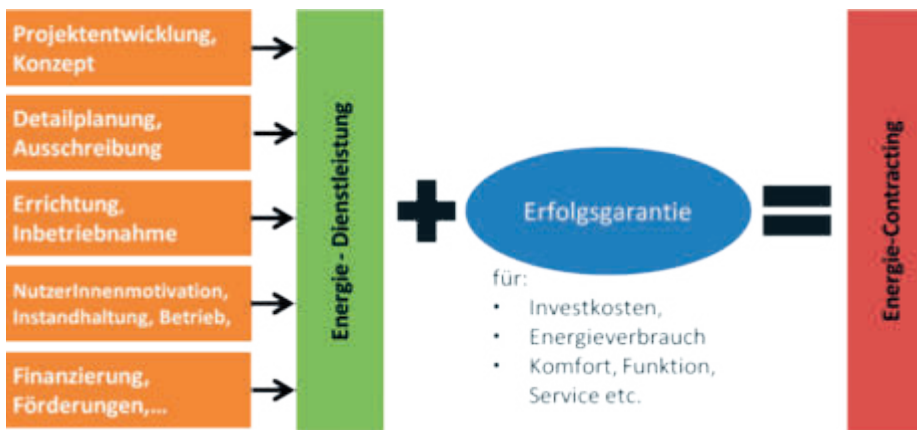 Projektentwicklung,
Konzept
Detailplanung,
Ausschreibung
Errichtung,
Inbetriebnahme
NutzerInnenmotivation,
Instandhaltung, Betrieb,
Finanzierung,
Förderungen,...
Energie - Dienstleistung
Erfolgsgarantie
für:
• Investkosten,
• Energieverbrauch
• Komfort, Funktion,
Service etc.
Energie-Contracting